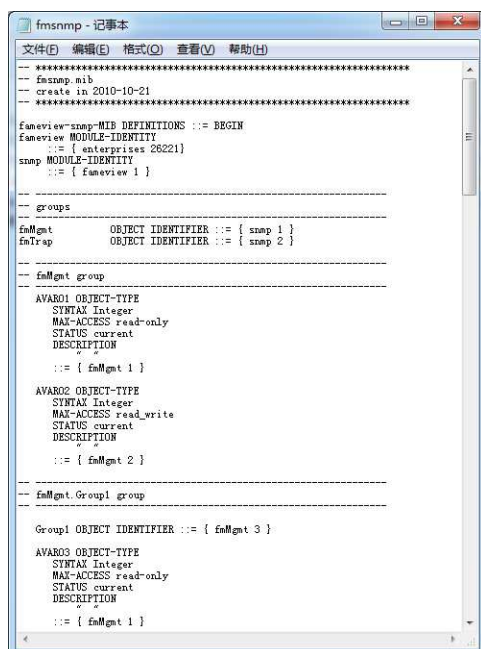 fmsnmp - 记事本
文件(F) 编辑(E) 格式(O) 查看(V) 帮助(H)
-- ****************************************************************
-- fmsnmp.mib
-- create in 2010-10-21
-- ****************************************************************
fameview-snmp-MIB DEFINITIONS ::= BEGIN
fameview MODULE-IDENTITY
::= { enterprises 26221}
snmp MODULE-IDENTITY
::= { fameview 1 }
-- ------------------------------------------------------------
-- groups
-- ------------------------------------------------------------
fmMgmt OBJECT IDENTIFIER ::= { snmp 1 }
fmTrap OBJECT IDENTIFIER ::= { snmp 2 }
-- ------------------------------------------------------------
-- fmMgmt group
-- ------------------------------------------------------------
AVAR01 OBJECT-TYPE
SYNTAX Integer
MAX-ACCESS read-only
STATUS current
DESCRIPTION
" "
::= { fmMgmt 1 }
AVAR02 OBJECT-TYPE
SYNTAX Integer
MAX-ACCESS read_write
STATUS current
DESCRIPTION
" "
::= { fmMgmt 2 }
-- ------------------------------------------------------------
-- fmMgmt.Group1 group
-- ------------------------------------------------------------
Group1 OBJECT IDENTIFIER ::= { fmMgmt 3 }
AVAR03 OBJECT-TYPE
SYNTAX Integer
MAX-ACCESS read-only
STATUS current
DESCRIPTION
" "
::= { fmMgmt 1 }